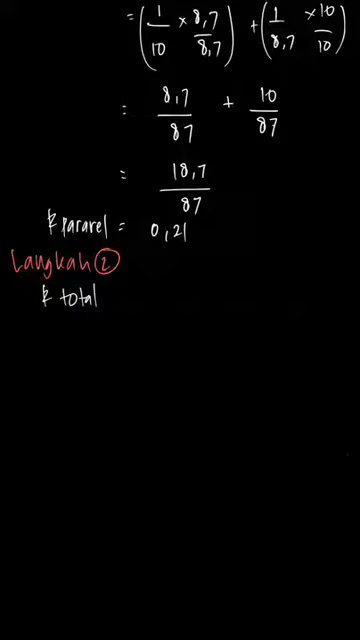 = (1/10 × 8,7/8,7) + (1/8,7 × 10/10)
= 8,7/87 + 10/87
= 18,7/87
R pararel = 0,21
Langkah 2
R total